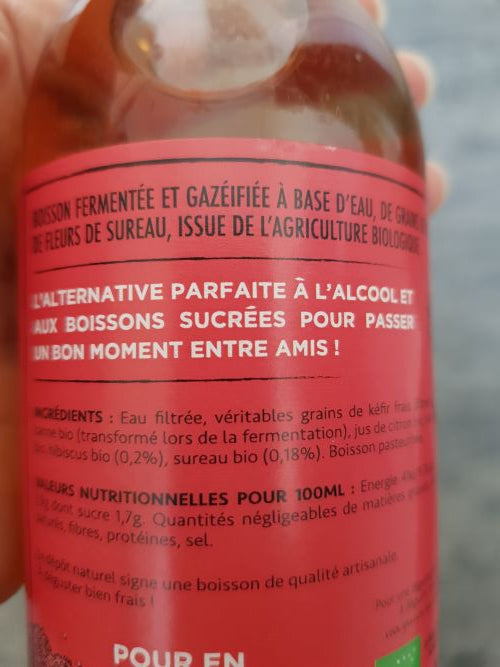 BOISSON FERMENTÉE ET GAZÉIFIÉE À BASE D'EAU, DE
DE FLEURS DE SUREAU, ISSUE DE L'AGRICULTURE BIOLOGIQUE
L'ALTERNATIVE PARFAITE À L'ALCOOL ET
AUX BOISSONS SUCRÉES POUR PASSER
UN BON MOMENT ENTRE AMIS !
INGRÉDIENTS : Eau filtrée, véritables grains de kéfir frais,
canne bio (transformé lors de la fermentation), jus de citron
hibiscus bio (0,2%), sureau bio (0,18%). Boisson
VALEURS NUTRITIONNELLES POUR 100ML : Energie
dont sucre 1,7g. Quantités négligeables de matières
fibres, protéines, sel.
dépôt naturel signe une boisson de qualité artisanale.
déguster bien frais !
Pour une
POUR EN